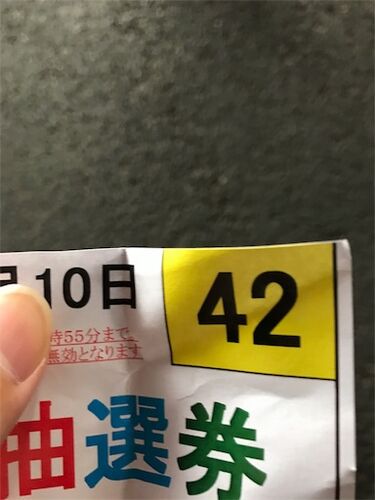 月10日
42
時55分まで、
無効となります
抽選券